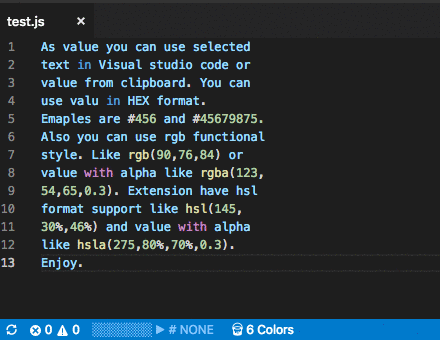 test.js ×
1 As value you can use selected
2 text in Visual studio code or
3 value from clipboard. You can
4 use valu in HEX format.
5 Emaples are #456 and #45679875.
6 Also you can use rgb functional
7 style. Like rgb(90,76,84) or
8 value with alpha like rgba(123,
9 54,65,0.3). Extension have hsl
10 format support like hsl(145,
11 30%,46%) and value with alpha
12 like hsla(275,80%,70%,0.3).
13 Enjoy.
0 0 # NONE 6 Colors